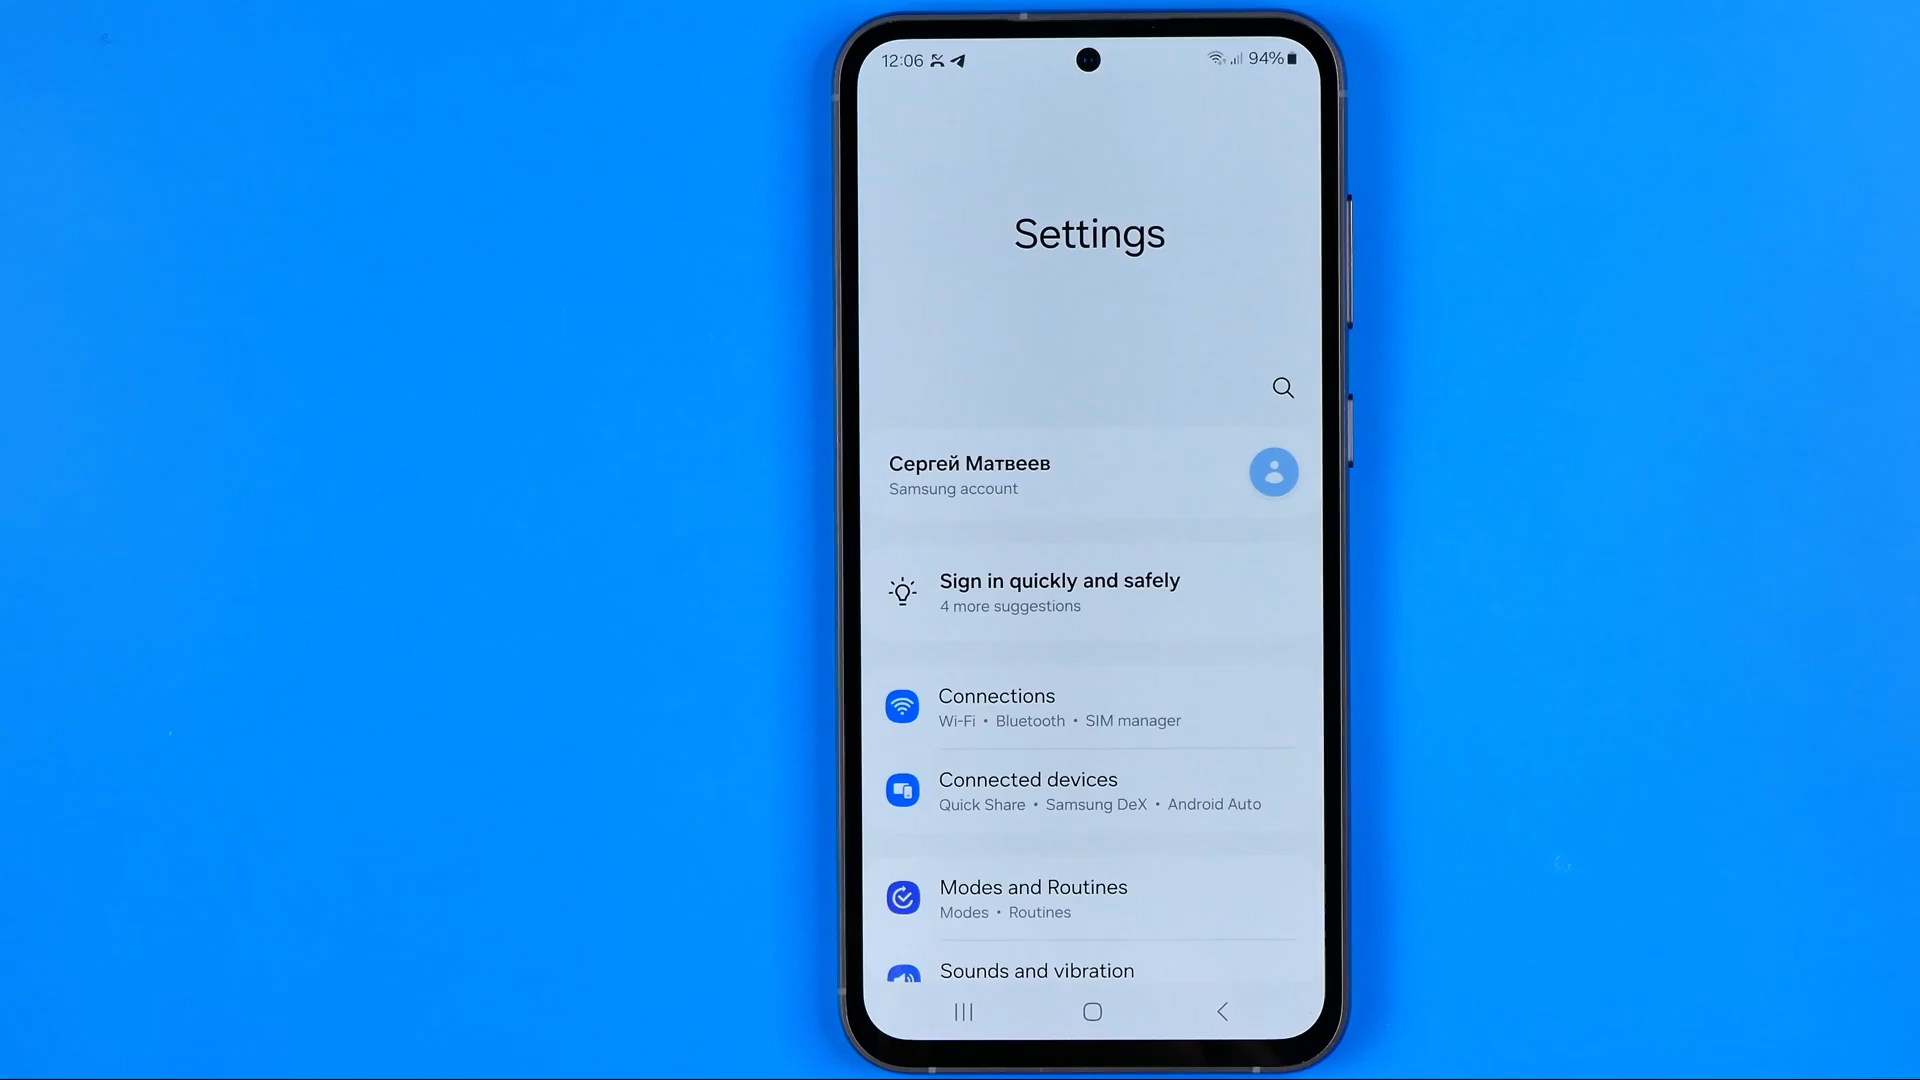 12:06 94%
Settings
Сергей Матвеев
Samsung account
Sign in quickly and safely
4 more suggestions
Connections
Wi-Fi • Bluetooth • SIM manager
Connected devices
Quick Share • Samsung DeX • Android Auto
Modes and Routines
Modes • Routines
Sounds and vibration